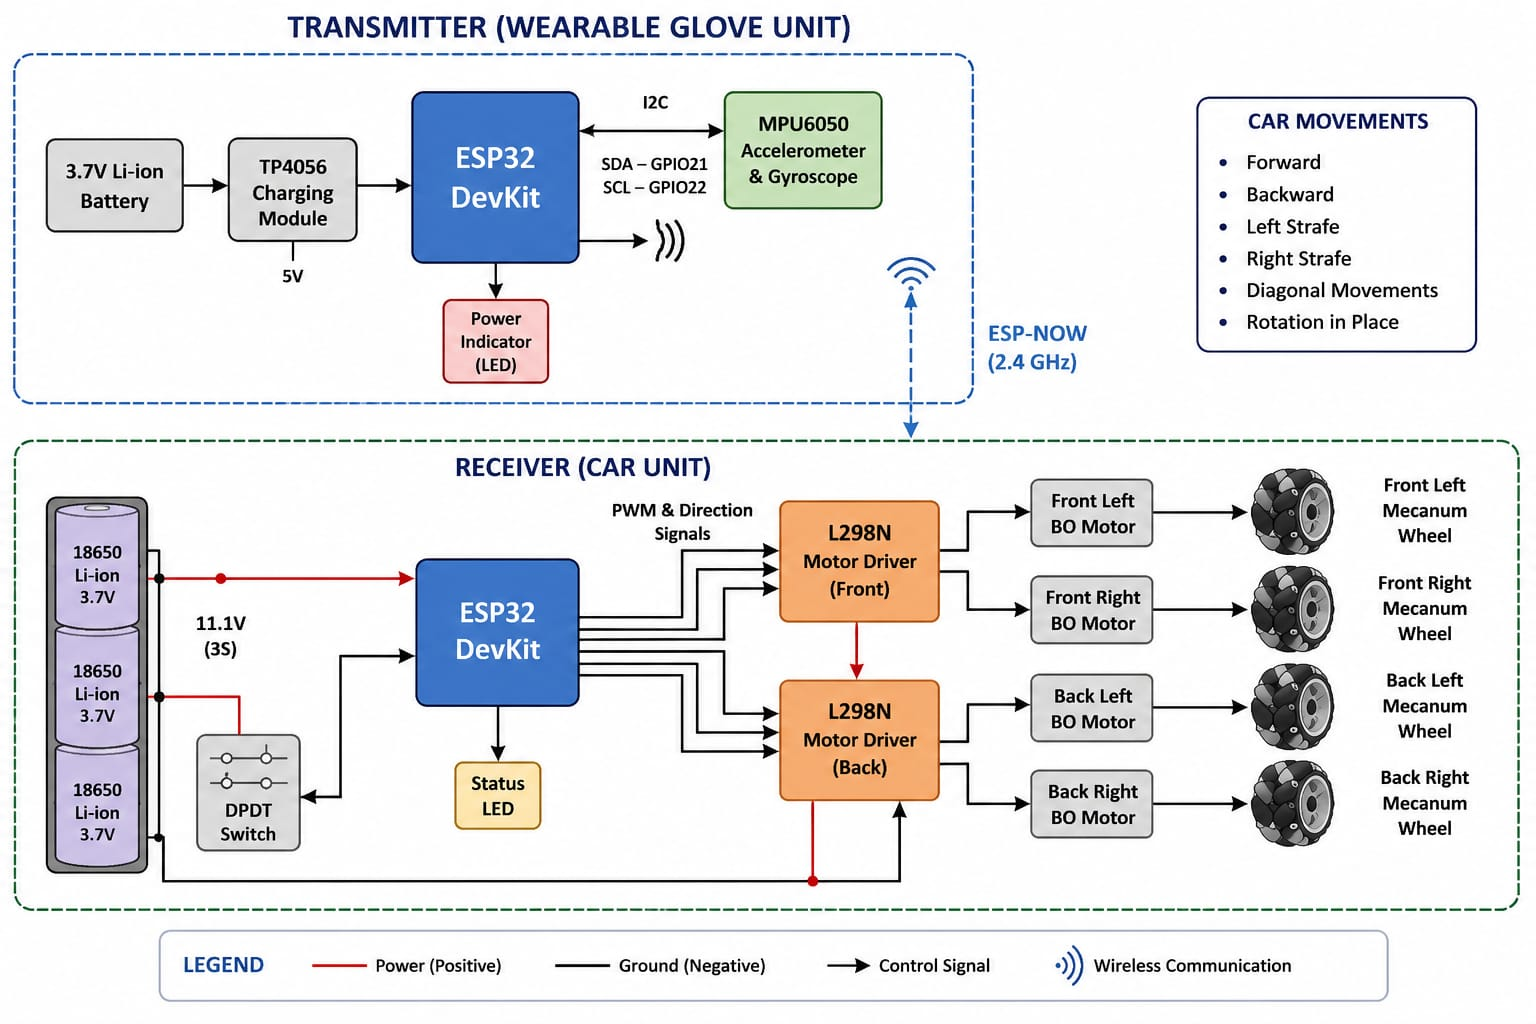 TRANSMITTER (WEARABLE GLOVE UNIT)
3.7V Li-ion
Battery
TP4056
Charging
Module
5V
ESP32
DevKit
I2C
SDA – GPIO21
SCL – GPIO22
MPU6050
Accelerometer
& Gyroscope
Power
Indicator
(LED)
ESP-NOW
(2.4 GHz)
CAR MOVEMENTS
• Forward
• Backward
• Left Strafe
• Right Strafe
• Diagonal Movements
• Rotation in Place
RECEIVER (CAR UNIT)
18650
Li-ion
3.7V
18650
Li-ion
3.7V
18650
Li-ion
3.7V
11.1V
(3S)
DPDT
Switch
ESP32
DevKit
Status
LED
PWM & Direction
Signals
L298N
Motor Driver
(Front)
L298N
Motor Driver
(Back)
Front Left
BO Motor
Front Right
BO Motor
Back Left
BO Motor
Back Right
BO Motor
Front Left
Mecanum
Wheel
Front Right
Mecanum
Wheel
Back Left
Mecanum
Wheel
Back Right
Mecanum
Wheel
LEGEND
Power (Positive)
Ground (Negative)
Control Signal
Wireless Communication